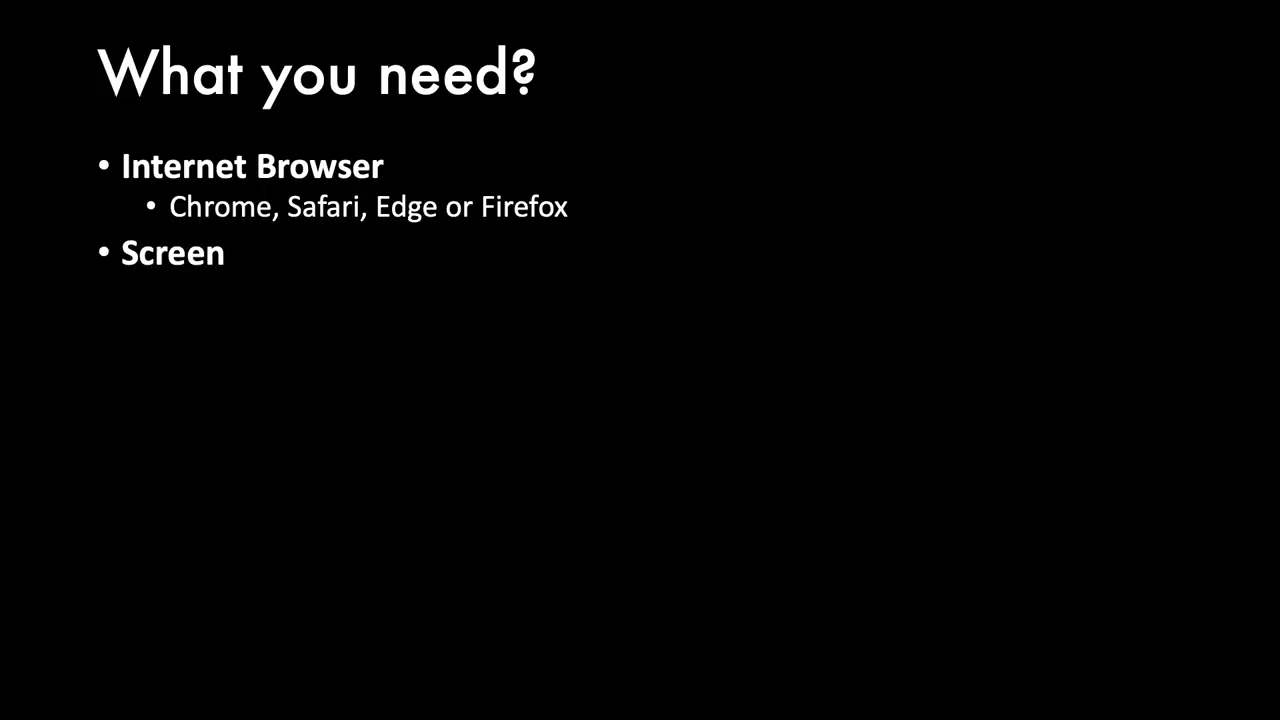 What you need?
• Internet Browser
• Chrome, Safari, Edge or Firefox
• Screen